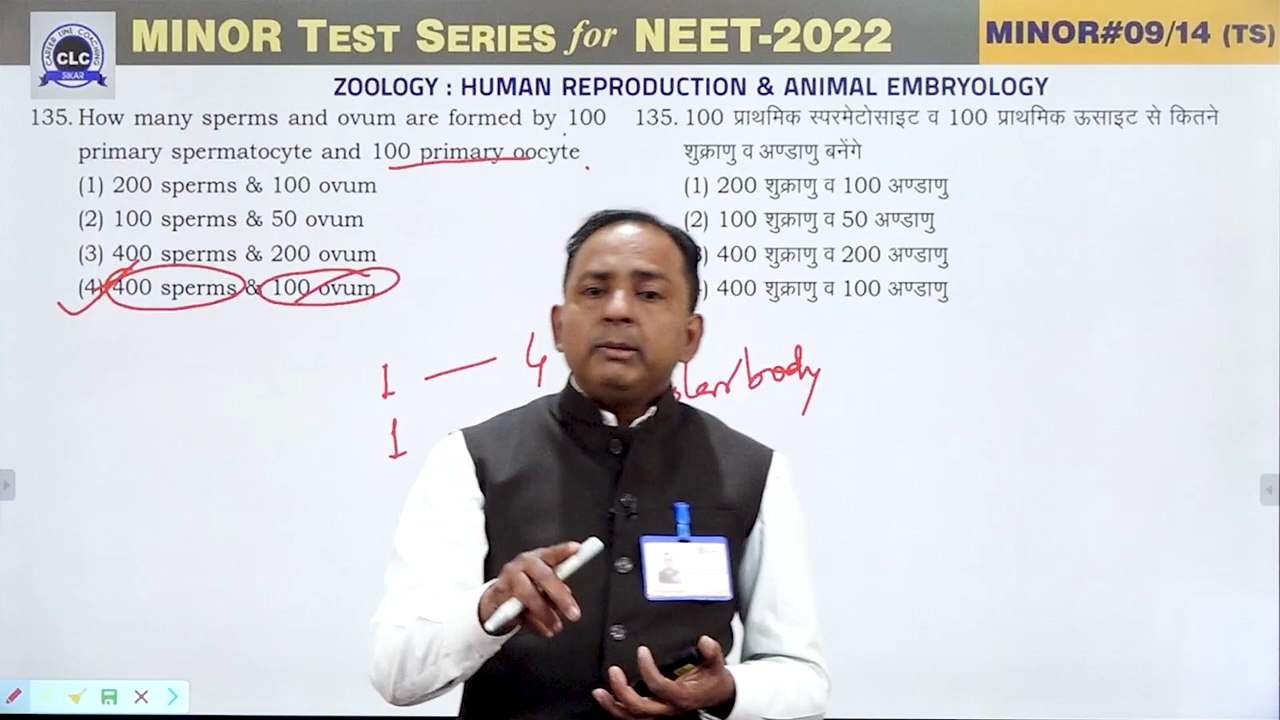 CAREER LINE COACHING
CLC
SIKAR
MINOR TEST SERIES for NEET-2022
MINOR#09/14 (TS)
ZOOLOGY : HUMAN REPRODUCTION & ANIMAL EMBRYOLOGY
135. How many sperms and ovum are formed by 100
primary spermatocyte and 100 primary oocyte
(1) 200 sperms & 100 ovum
(2) 100 sperms & 50 ovum
(3) 400 sperms & 200 ovum
(4) 400 sperms & 100 ovum
135. 100 प्राथमिक स्परमेटोसाइट व 100 प्राथमिक ऊसाइट से कितने
शुक्राणु व अण्डाणु बनेंगे
(1) 200 शुक्राणु व 100 अण्डाणु
(2) 100 शुक्राणु व 50 अण्डाणु
) 400 शुक्राणु व 200 अण्डाणु
) 400 शुक्राणु व 100 अण्डाणु
1 — 4
body
1